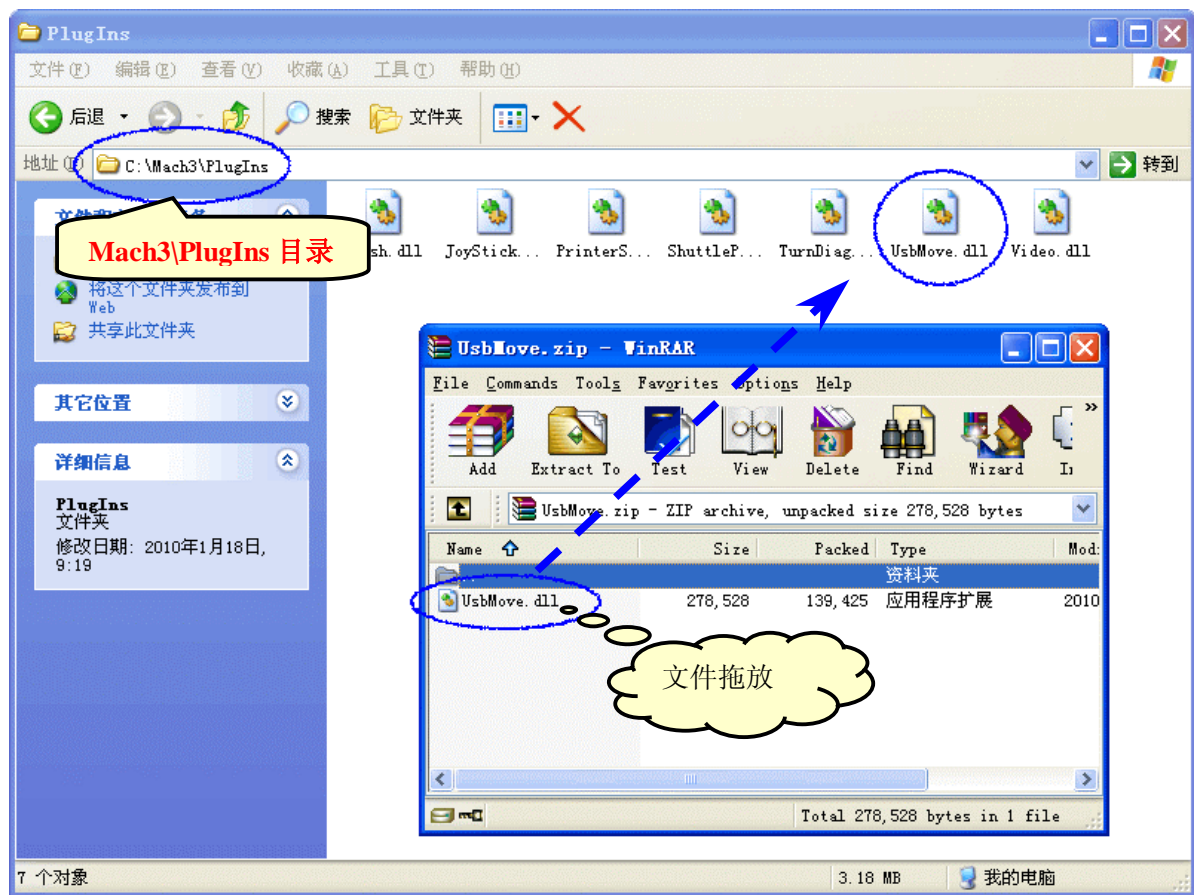 PlugIns
文件(F) 编辑(E) 查看(V) 收藏(A) 工具(T) 帮助(H)
后退 搜索 文件夹
地址(D) C:\Mach3\PlugIns 转到
Mach3\PlugIns 目录
sh.dll JoyStick... PrinterS... ShuttleP... TurnDiag... UsbMove.dll Video.dll
将这个文件夹发布到
Web
共享此文件夹
其它位置
详细信息
PlugIns
文件夹
修改日期: 2010年1月18日,
9:19
UsbMove.zip - WinRAR
File Commands Tools Favorites Options Help
Add Extract To Test View Delete Find Wizard
UsbMove.zip - ZIP archive, unpacked size 278,528 bytes
Name Size Packed Type Mod
.. 资料夹
UsbMove.dll 278,528 139,425 应用程序扩展 2010
文件拖放
Total 278,528 bytes in 1 file
7 个对象 3.18 MB 我的电脑